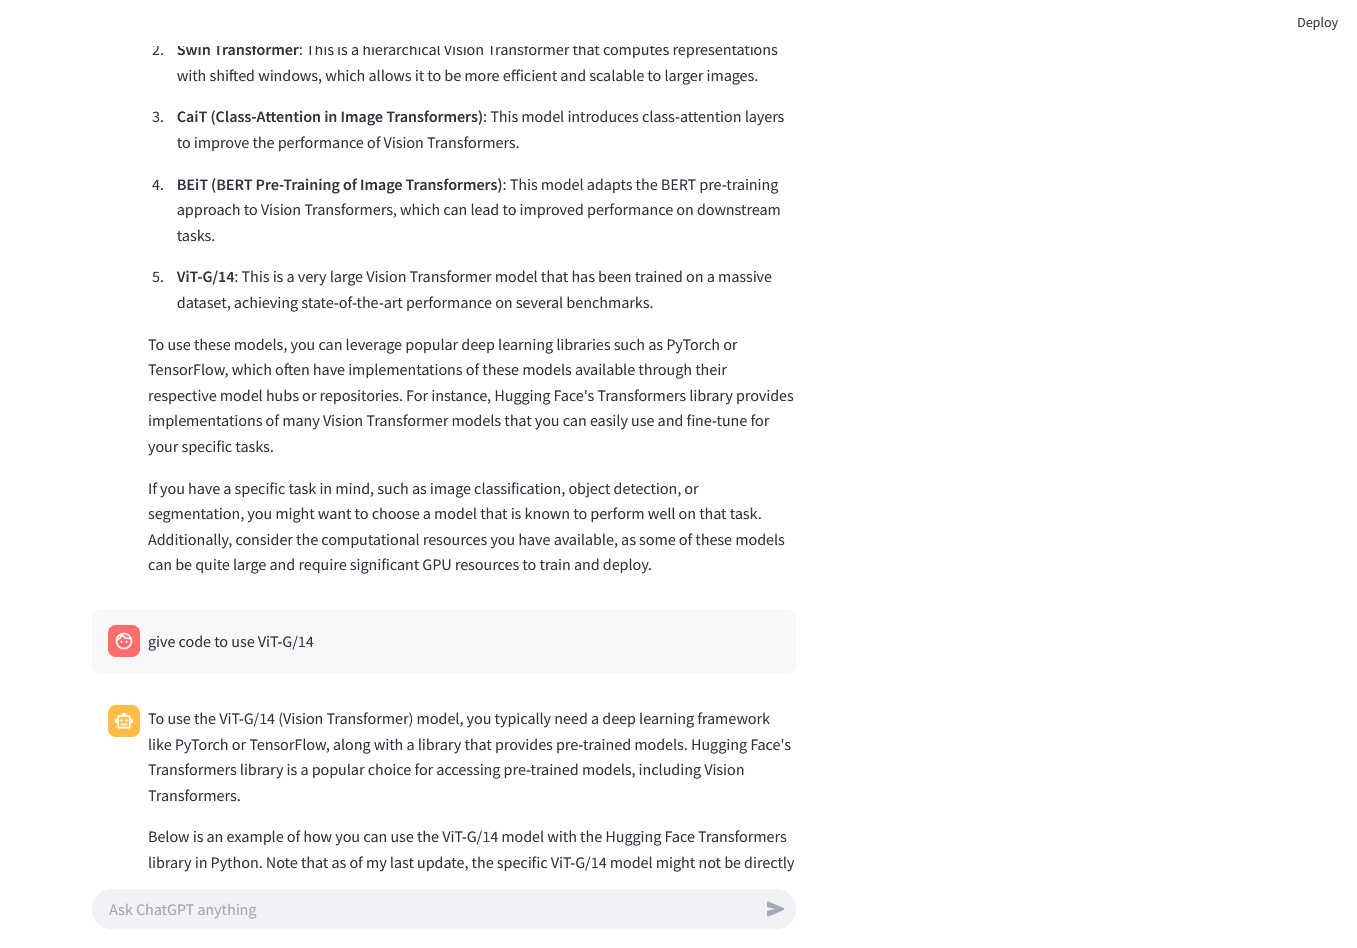 Deploy
2. Swin Transformer: This is a hierarchical Vision Transformer that computes representations
with shifted windows, which allows it to be more efficient and scalable to larger images.
3. CaiT (Class-Attention in Image Transformers): This model introduces class-attention layers
to improve the performance of Vision Transformers.
4. BEiT (BERT Pre-Training of Image Transformers): This model adapts the BERT pre-training
approach to Vision Transformers, which can lead to improved performance on downstream
tasks.
5. ViT-G/14: This is a very large Vision Transformer model that has been trained on a massive
dataset, achieving state-of-the-art performance on several benchmarks.
To use these models, you can leverage popular deep learning libraries such as PyTorch or
TensorFlow, which often have implementations of these models available through their
respective model hubs or repositories. For instance, Hugging Face's Transformers library provides
implementations of many Vision Transformer models that you can easily use and fine-tune for
your specific tasks.
If you have a specific task in mind, such as image classification, object detection, or
segmentation, you might want to choose a model that is known to perform well on that task.
Additionally, consider the computational resources you have available, as some of these models
can be quite large and require significant GPU resources to train and deploy.
give code to use ViT-G/14
To use the ViT-G/14 (Vision Transformer) model, you typically need a deep learning framework
like PyTorch or TensorFlow, along with a library that provides pre-trained models. Hugging Face's
Transformers library is a popular choice for accessing pre-trained models, including Vision
Transformers.
Below is an example of how you can use the ViT-G/14 model with the Hugging Face Transformers
library in Python. Note that as of my last update, the specific ViT-G/14 model might not be directly
Ask ChatGPT anything